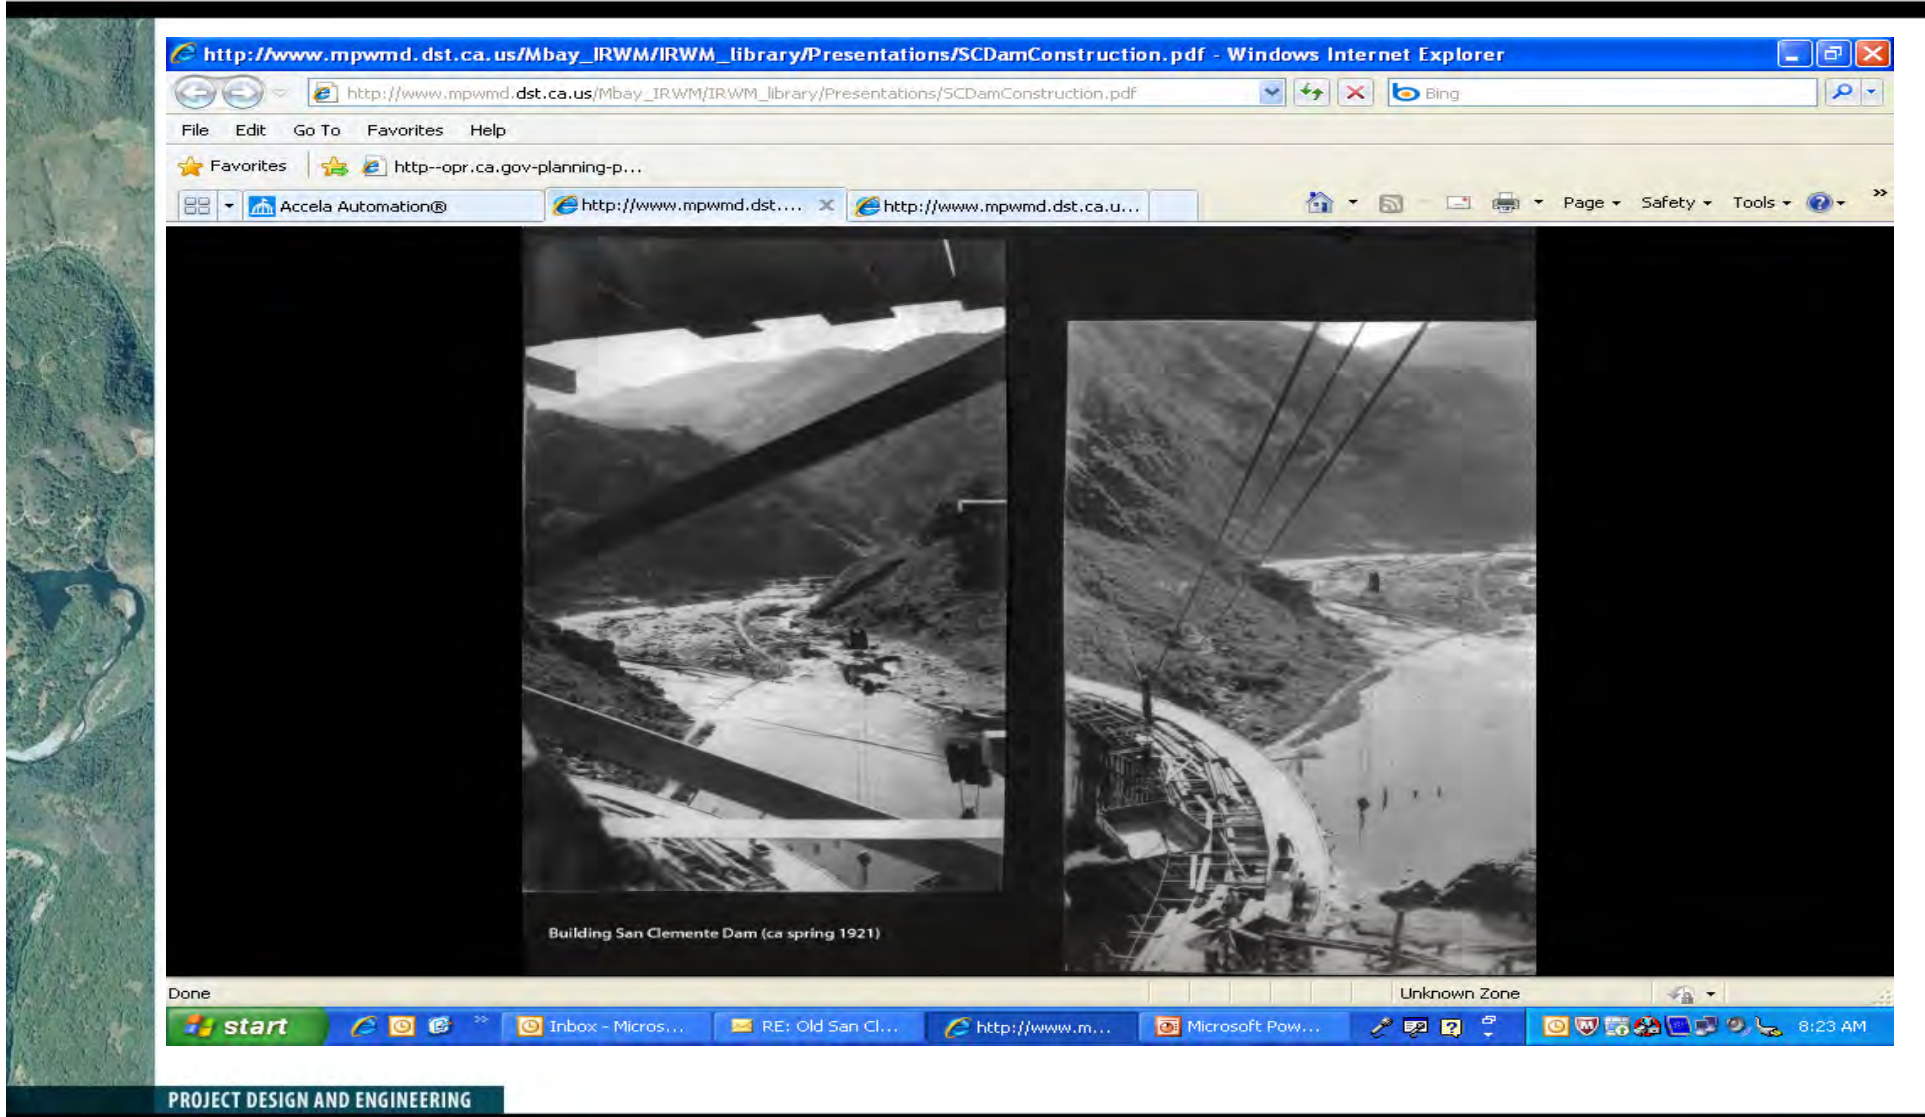 http://www.mpwmd.dst.ca.us/Mbay_IRWM/IRWM_library/Presentations/SCDamConstruction.pdf - Windows Internet Explorer
http://www.mpwmd.dst.ca.us/Mbay_IRWM/IRWM_library/Presentations/SCDamConstruction.pdf Bing
File Edit Go To Favorites Help
Favorites http--opr.ca.gov-planning-p...
Accela Automation® http://www.mpwmd.dst.... http://www.mpwmd.dst.ca.u... Page Safety Tools »
Building San Clemente Dam (ca spring 1921)
Done Unknown Zone
start » Inbox - Micros... RE: Old San Cl... http://www.m... Microsoft Pow... 8:23 AM
PROJECT DESIGN AND ENGINEERING